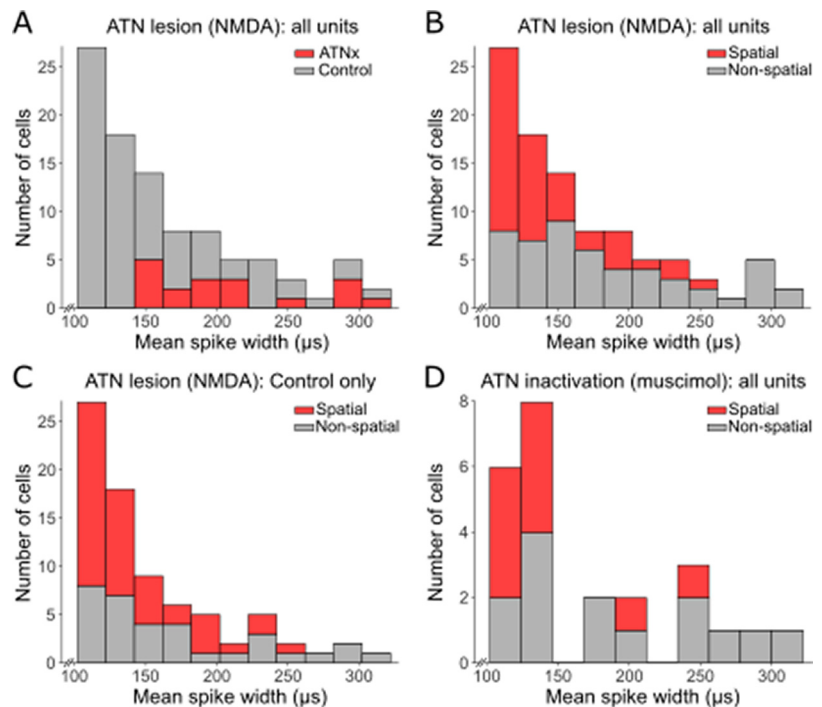 A
ATN lesion (NMDA): all units
ATNx
Control
Number of cells
25
20
15
10
5
0
100
150
200
250
300
Mean spike width (µs)
B
ATN lesion (NMDA): all units
Spatial
Non-spatial
Number of cells
25
20
15
10
5
0
100
150
200
250
300
Mean spike width (µs)
C
ATN lesion (NMDA): Control only
Spatial
Non-spatial
Number of cells
25
20
15
10
5
0
100
150
200
250
300
Mean spike width (µs)
D
ATN inactivation (muscimol): all units
Spatial
Non-spatial
Number of cells
8
6
4
2
0
100
150
200
250
300
Mean spike width (µs)